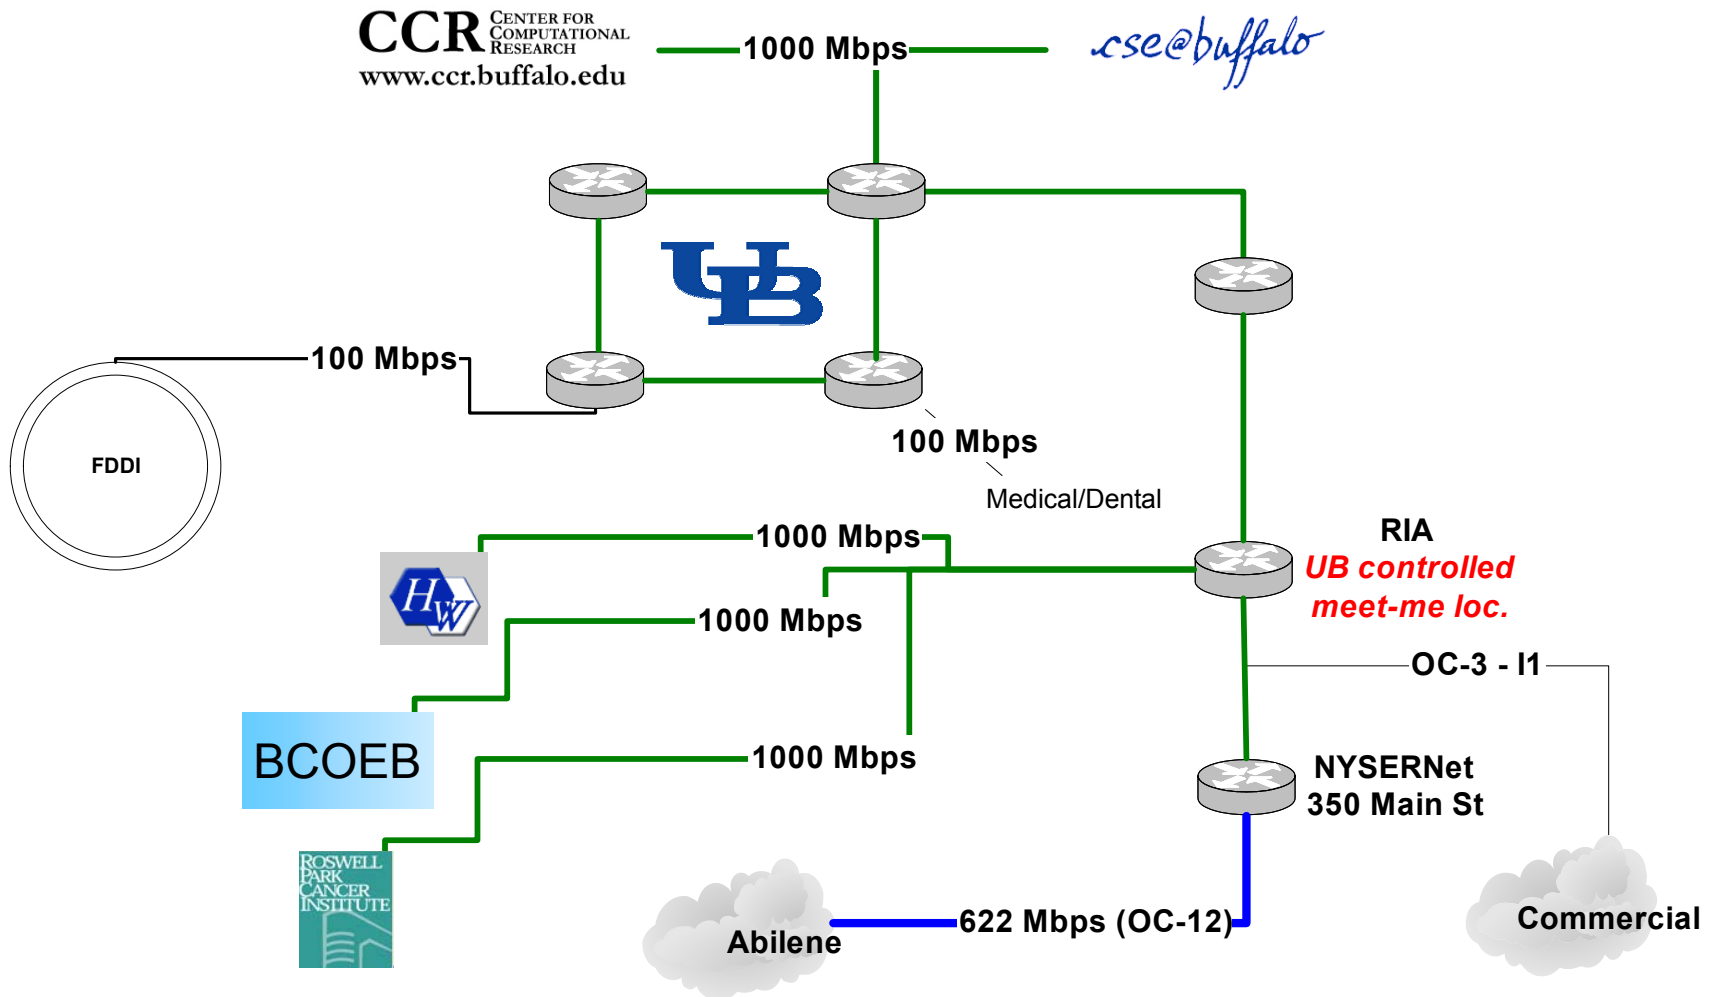 CCR CENTER FOR
COMPUTATIONAL
RESEARCH
www.ccr.buffalo.edu
1000 Mbps
cse@buffalo
UB
100 Mbps
FDDI
100 Mbps
Medical/Dental
1000 Mbps
HWI
1000 Mbps
RIA
UB controlled
meet-me loc.
OC-3 - I1
BCOEB
1000 Mbps
NYSERNet
350 Main St
ROSWELL
PARK
CANCER
INSTITUTE
Abilene
622 Mbps (OC-12)
Commercial